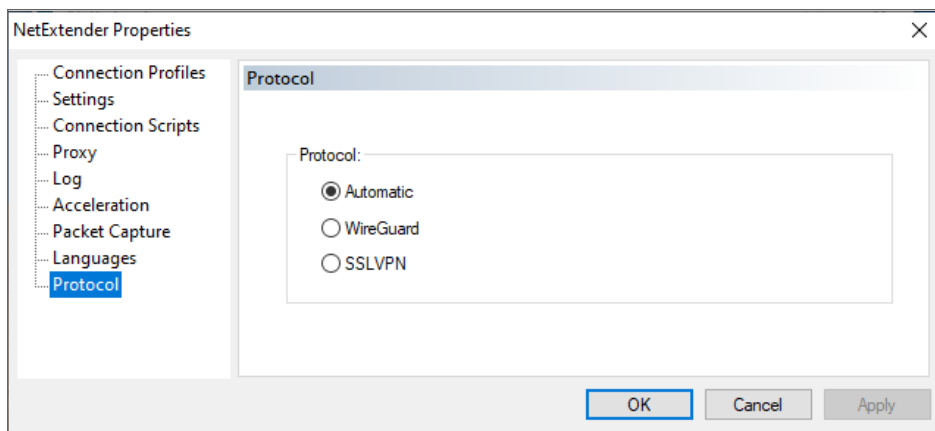 NetExtender Properties
Connection Profiles
Settings
Connection Scripts
Proxy
Log
Acceleration
Packet Capture
Languages
Protocol
Protocol
Protocol:
Automatic
WireGuard
SSLVPN
OK
Cancel
Apply